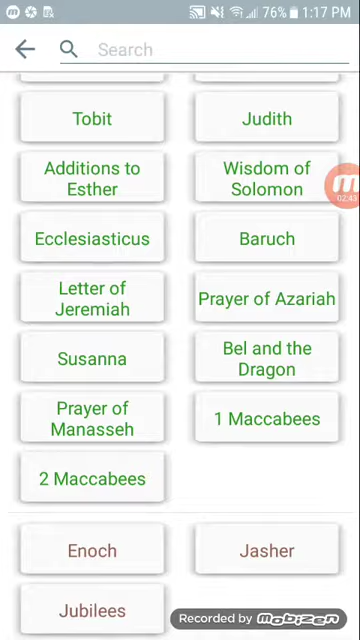 76% 1:17 PM
Search
Tobit
Judith
Additions to
Esther
Wisdom of
Solomon
02:43
Ecclesiasticus
Baruch
Letter of
Jeremiah
Prayer of Azariah
Susanna
Bel and the
Dragon
Prayer of
Manasseh
1 Maccabees
2 Maccabees
Enoch
Jasher
Jubilees
Recorded by mobizen